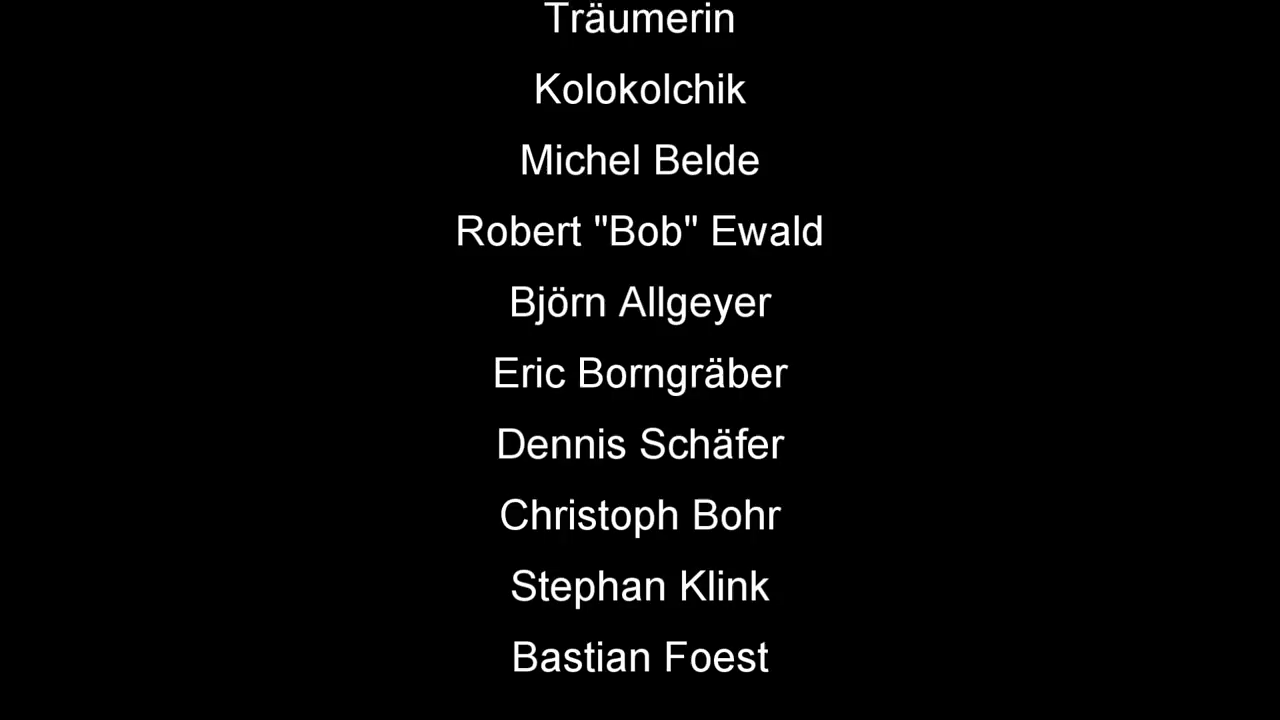 Träumerin
Kolokolchik
Michel Belde
Robert "Bob" Ewald
Björn Allgeyer
Eric Borngräber
Dennis Schäfer
Christoph Bohr
Stephan Klink
Bastian Foest